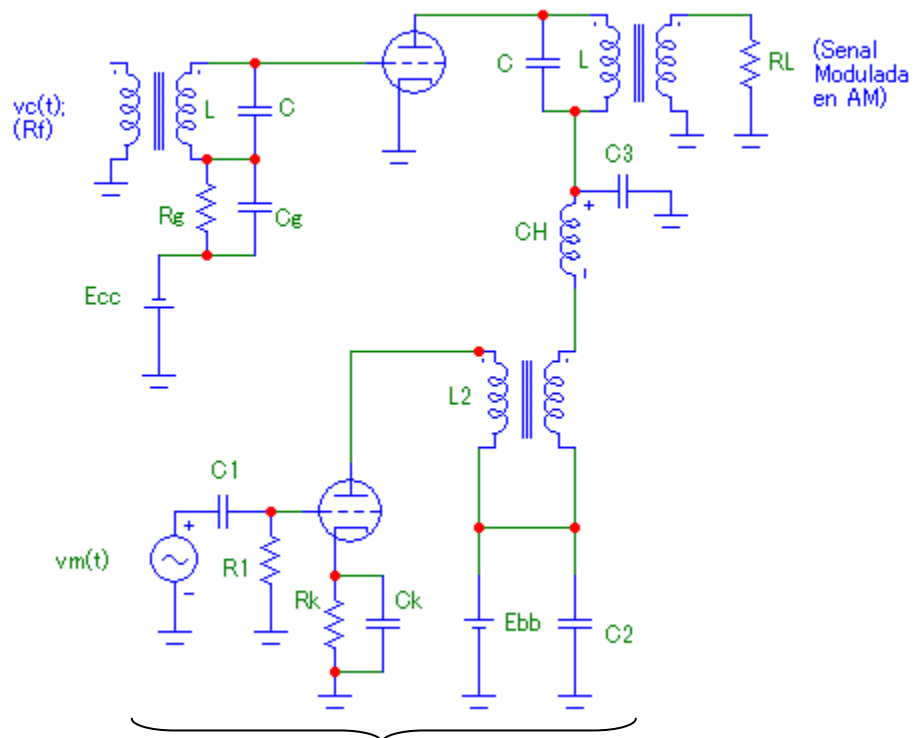 C
L
RL
(Senal
Modulada
en AM)
vc(t);
(Rf)
L
C
C3
Rg
Cg
CH
Ecc
L2
C1
vm(t)
R1
Rk
Ck
Ebb
C2